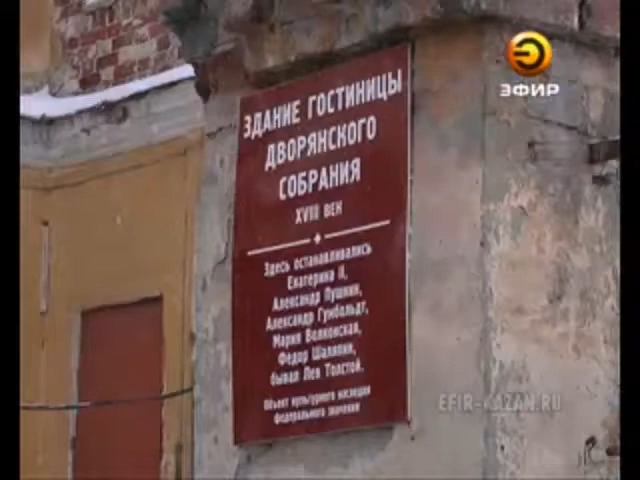 ЭФИР
ЗДАНИЕ ГОСТИНИЦЫ
ДВОРЯНСКОГО
СОБРАНИЯ
XVIII ВЕК
Здесь останавливались
Екатерина II,
Александр Пушкин,
Александр Гумбольдт,
Мария Волконская,
Федор Шаляпин,
бывал Лев Толстой.
Объект культурного наследия
федерального значения
EFIR-KAZAN.RU